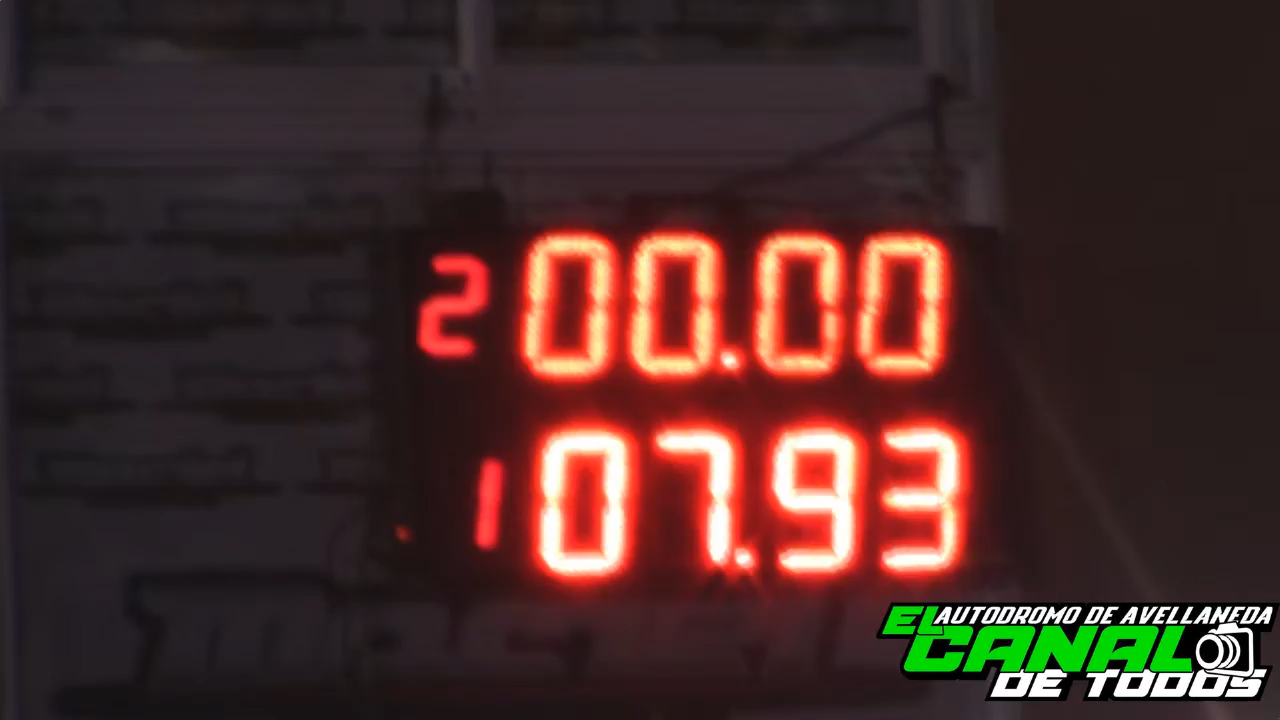 2 00.00
1 07.93
AUTODROMO DE AVELLANEDA
EL CANAL
DE TODOS